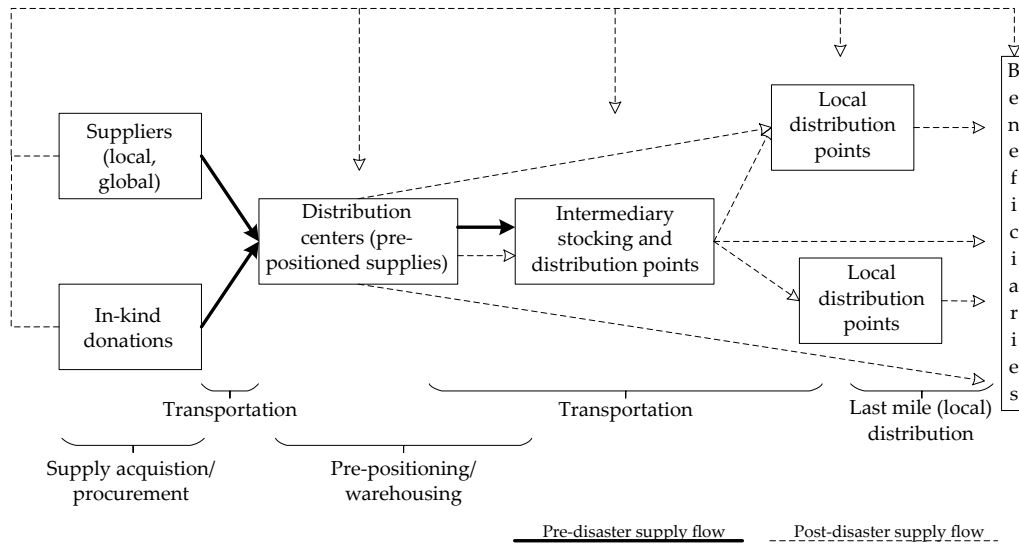 Suppliers
(local,
global)
In-kind
donations
Distribution
centers (pre-
positioned supplies)
Intermediary
stocking and
distribution points
Local
distribution
points
Local
distribution
points
B
e
n
e
f
i
c
i
a
r
i
e
s
Transportation
Transportation
Last mile (local)
distribution
Supply acquistion/
procurement
Pre-positioning/
warehousing
Pre-disaster supply flow
Post-disaster supply flow